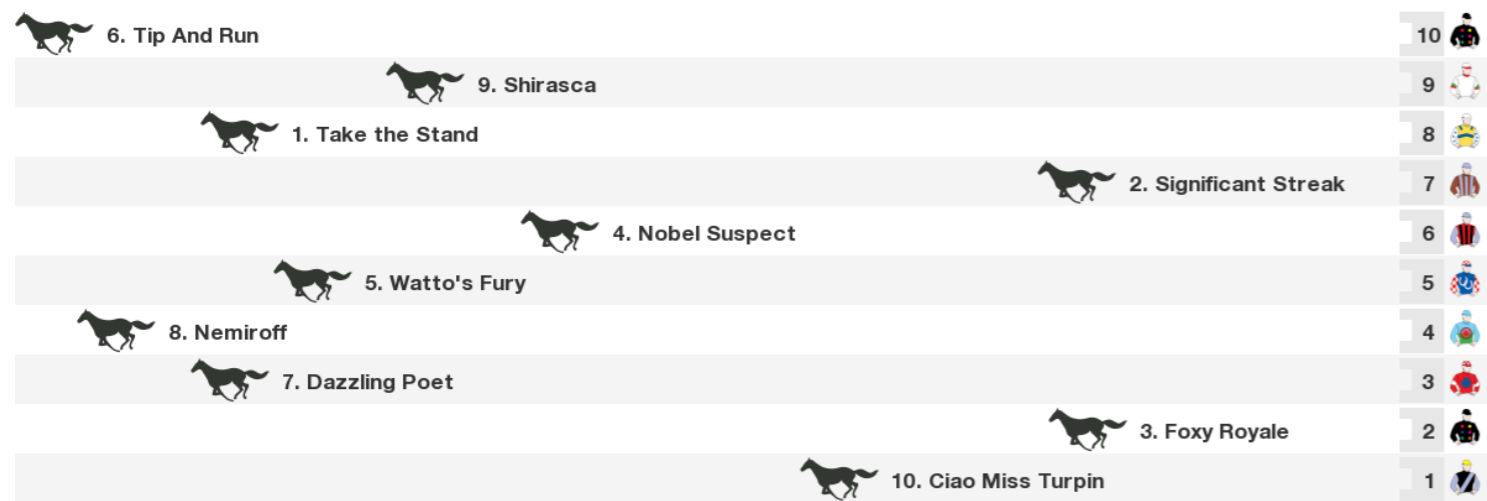 6. Tip And Run 10
9. Shirasca 9
1. Take the Stand 8
2. Significant Streak 7
4. Nobel Suspect 6
5. Watto's Fury 5
8. Nemiroff 4
7. Dazzling Poet 3
3. Foxy Royale 2
10. Ciao Miss Turpin 1